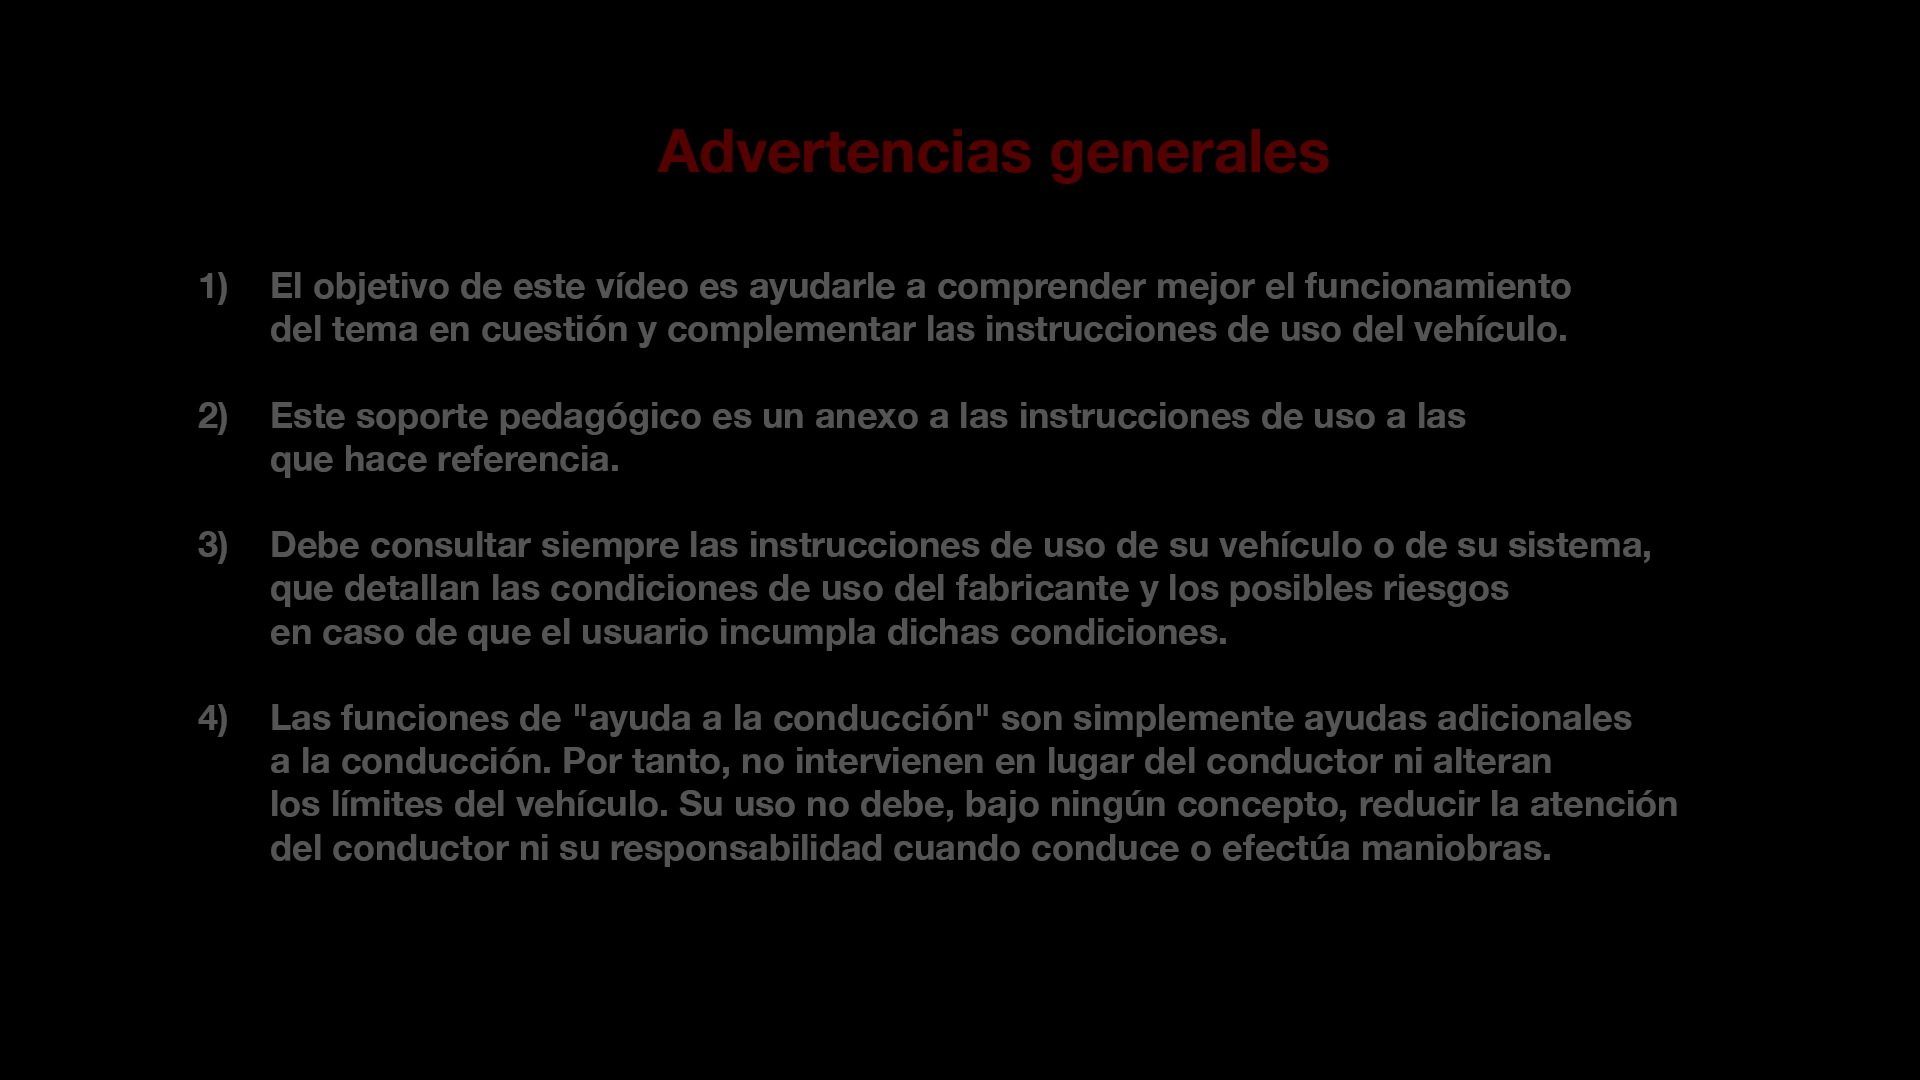 Advertencias generales
1) El objetivo de este vídeo es ayudarle a comprender mejor el funcionamiento
del tema en cuestión y complementar las instrucciones de uso del vehículo.
2) Este soporte pedagógico es un anexo a las instrucciones de uso a las
que hace referencia.
3) Debe consultar siempre las instrucciones de uso de su vehículo o de su sistema,
que detallan las condiciones de uso del fabricante y los posibles riesgos
en caso de que el usuario incumpla dichas condiciones.
4) Las funciones de "ayuda a la conducción" son simplemente ayudas adicionales
a la conducción. Por tanto, no intervienen en lugar del conductor ni alteran
los límites del vehículo. Su uso no debe, bajo ningún concepto, reducir la atención
del conductor ni su responsabilidad cuando conduce o efectúa maniobras.